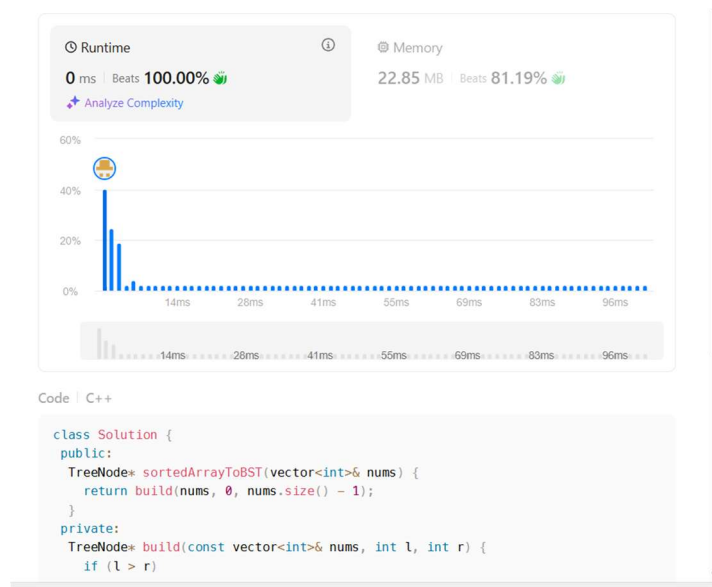 Runtime
0 ms Beats 100.00%
Analyze Complexity
Memory
22.85 MB Beats 81.19%
60%
40%
20%
0%
14ms 28ms 41ms 55ms 69ms 83ms 96ms
14ms 28ms 41ms 55ms 69ms 83ms 96ms
Code | C++
class Solution {
public:
TreeNode* sortedArrayToBST(vector<int>& nums) {
return build(nums, 0, nums.size() - 1);
}
private:
TreeNode* build(const vector<int>& nums, int l, int r) {
if (l > r)